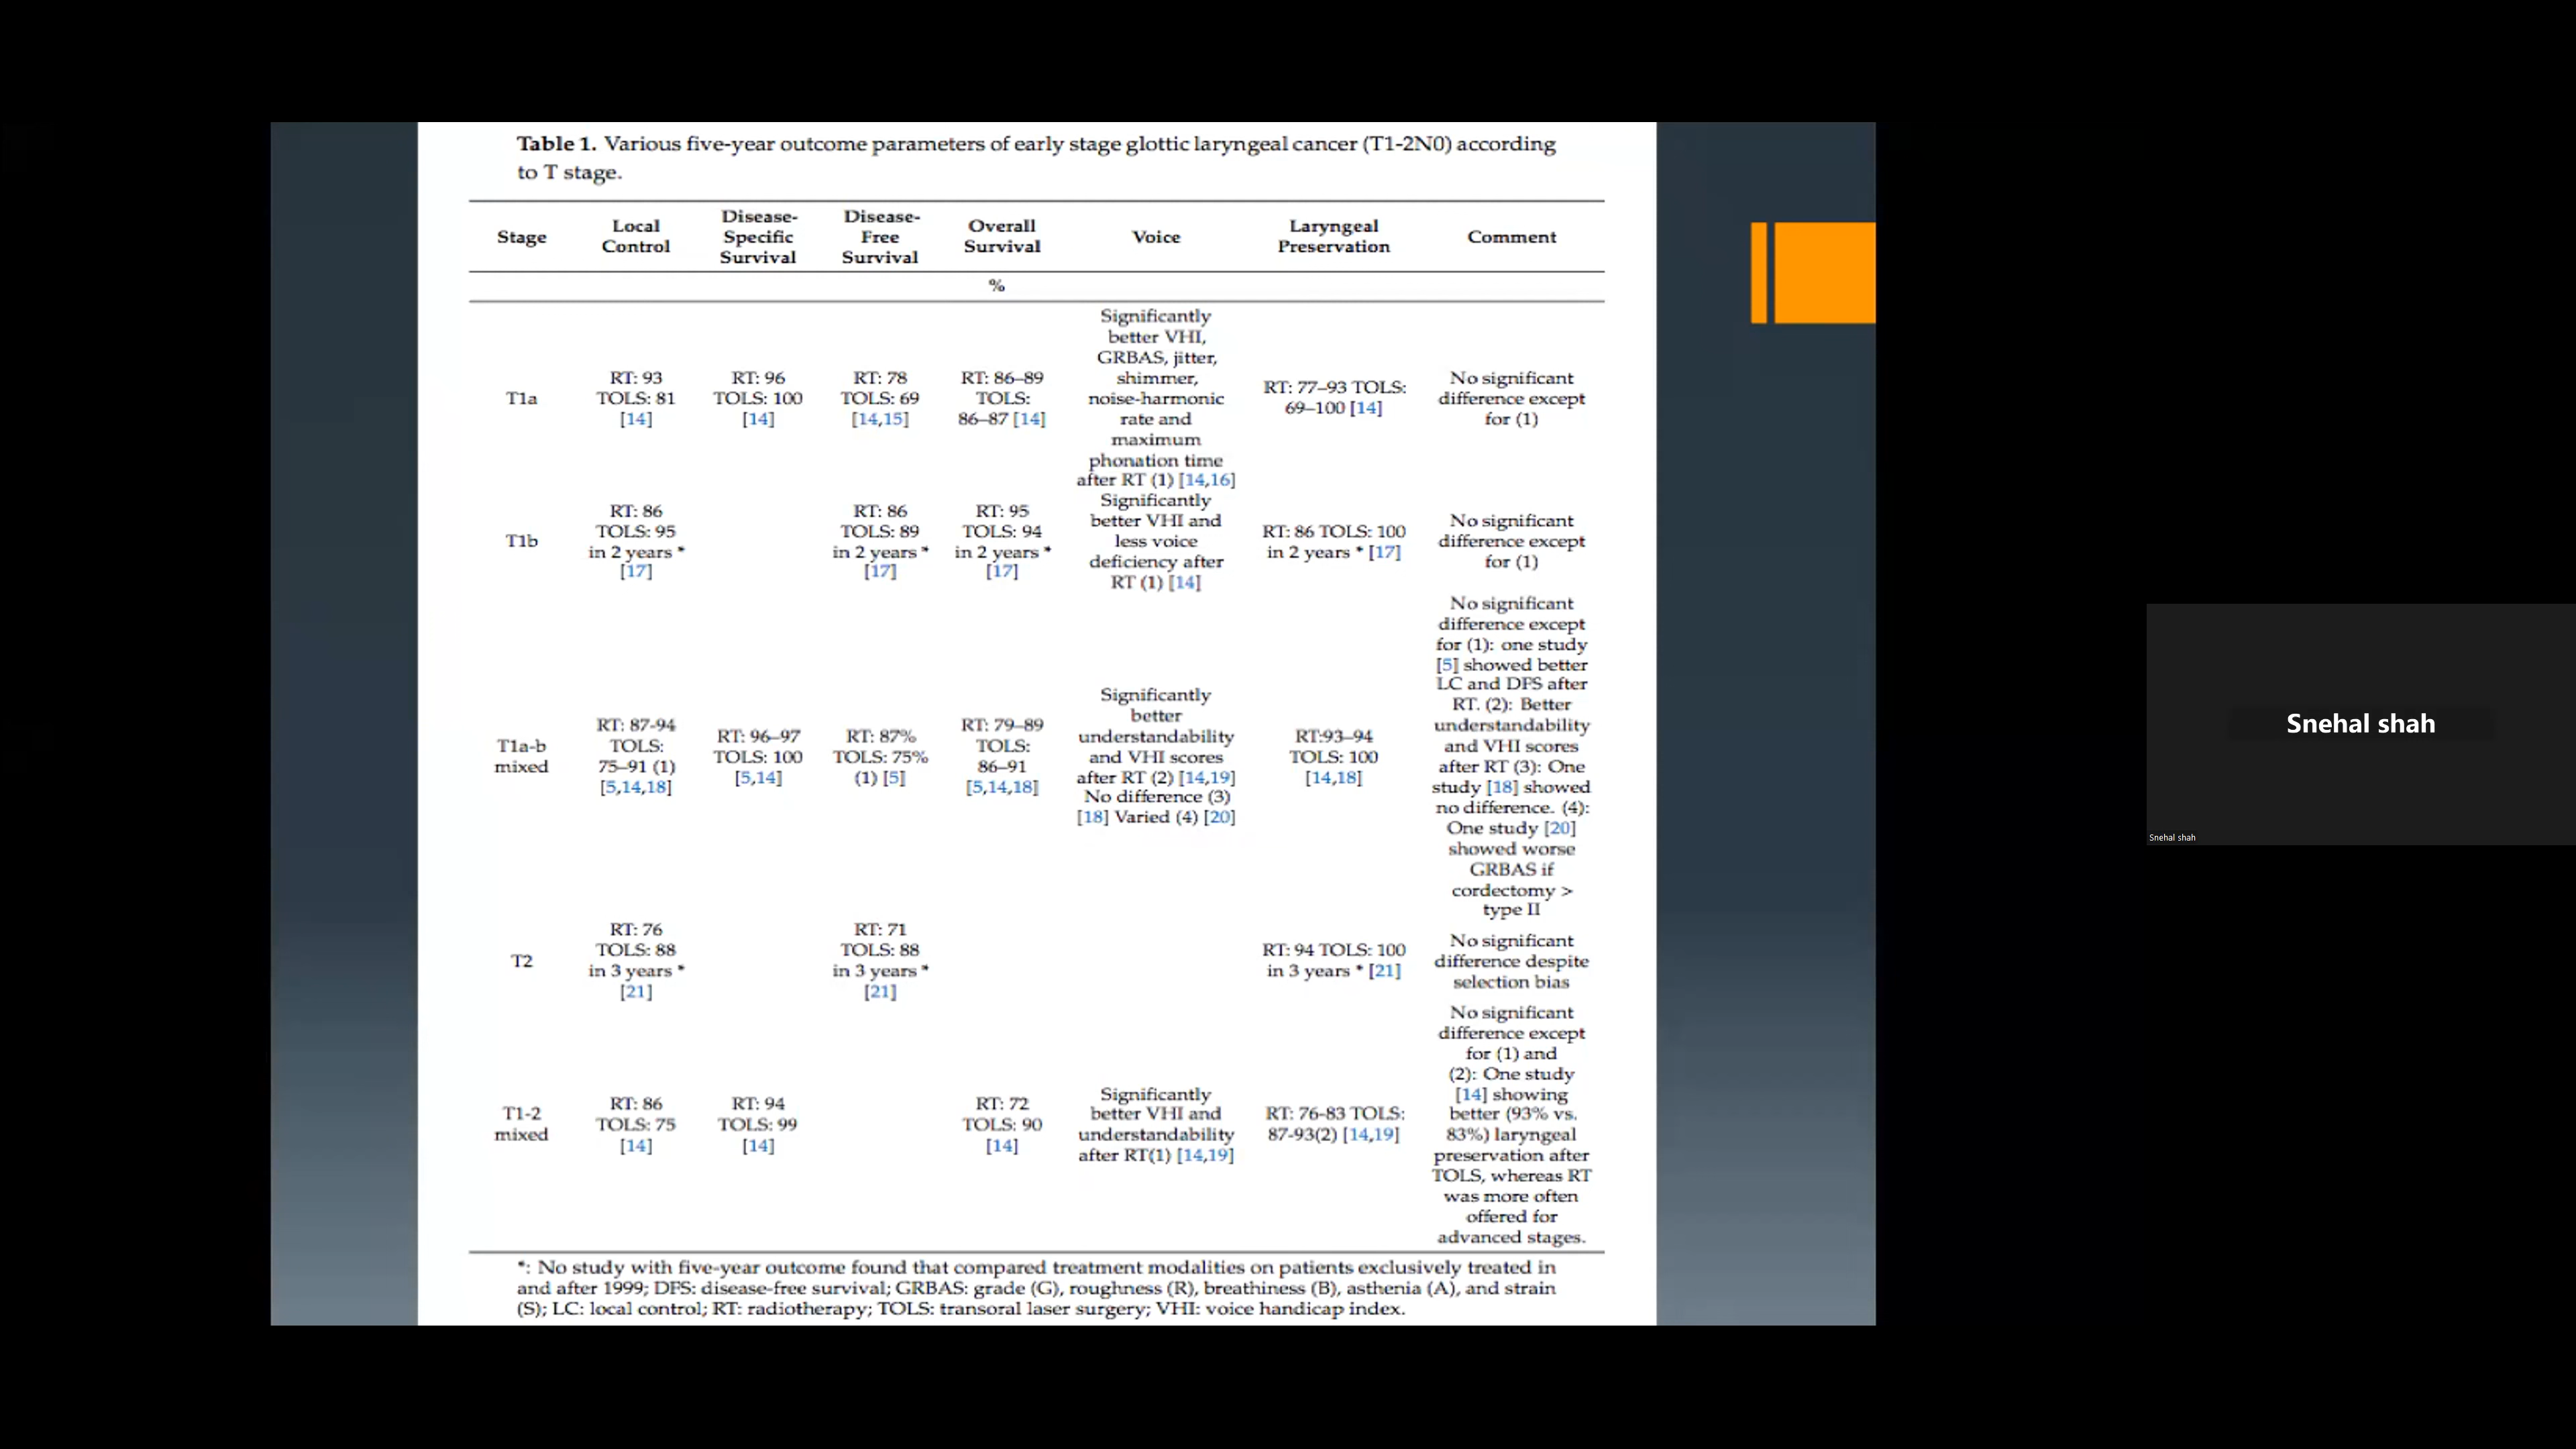 Table 1. Various five-year outcome parameters of early stage glottic laryngeal cancer (T1-2N0) according
to T stage.
Stage
Local
Control
Disease-
Specific
Survival
Disease-
Free
Survival
Overall
Survival
Voice
Laryngeal
Preservation
Comment
%
T1a
RT: 93
TOLS: 81
[14]
RT: 96
TOLS: 100
[14]
RT: 78
TOLS: 69
[14,15]
RT: 86–89
TOLS:
86–87 [14]
Significantly
better VHI,
GRBAS, jitter,
shimmer,
noise-harmonic
rate and
maximum
phonation time
after RT (1) [14,16]
RT: 77–93 TOLS:
69–100 [14]
No significant
difference except
for (1)
T1b
RT: 86
TOLS: 95
in 2 years *
[17]
RT: 86
TOLS: 89
in 2 years *
[17]
RT: 95
TOLS: 94
in 2 years *
[17]
Significantly
better VHI and
less voice
deficiency after
RT (1) [14]
RT: 86 TOLS: 100
in 2 years * [17]
No significant
difference except
for (1)
T1a-b
mixed
RT: 87-94
TOLS:
75–91 (1)
[5,14,18]
RT: 96–97
TOLS: 100
[5,14]
RT: 87%
TOLS: 75%
(1) [5]
RT: 79–89
TOLS:
86–91
[5,14,18]
Significantly
better
understandability
and VHI scores
after RT (2) [14,19]
No difference (3)
[18] Varied (4) [20]
RT:93–94
TOLS: 100
[14,18]
No significant
difference except
for (1): one study
[5] showed better
LC and DFS after
RT. (2): Better
understandability
and VHI scores
after RT (3): One
study [18] showed
no difference. (4):
One study [20]
showed worse
GRBAS if
cordectomy >
type II
T2
RT: 76
TOLS: 88
in 3 years *
[21]
RT: 71
TOLS: 88
in 3 years *
[21]
RT: 94 TOLS: 100
in 3 years * [21]
No significant
difference despite
selection bias
T1-2
mixed
RT: 86
TOLS: 75
[14]
RT: 94
TOLS: 99
[14]
RT: 72
TOLS: 90
[14]
Significantly
better VHI and
understandability
after RT(1) [14,19]
RT: 76-83 TOLS:
87-93(2) [14,19]
No significant
difference except
for (1) and
(2): One study
[14] showing
better (93% vs.
83%) laryngeal
preservation after
TOLS, whereas RT
was more often
offered for
advanced stages.
*: No study with five-year outcome found that compared treatment modalities on patients exclusively treated in
and after 1999; DFS: disease-free survival; GRBAS: grade (G), roughness (R), breathiness (B), asthenia (A), and strain
(S); LC: local control; RT: radiotherapy; TOLS: transoral laser surgery; VHI: voice handicap index.
Snehal shah
Snehal shah